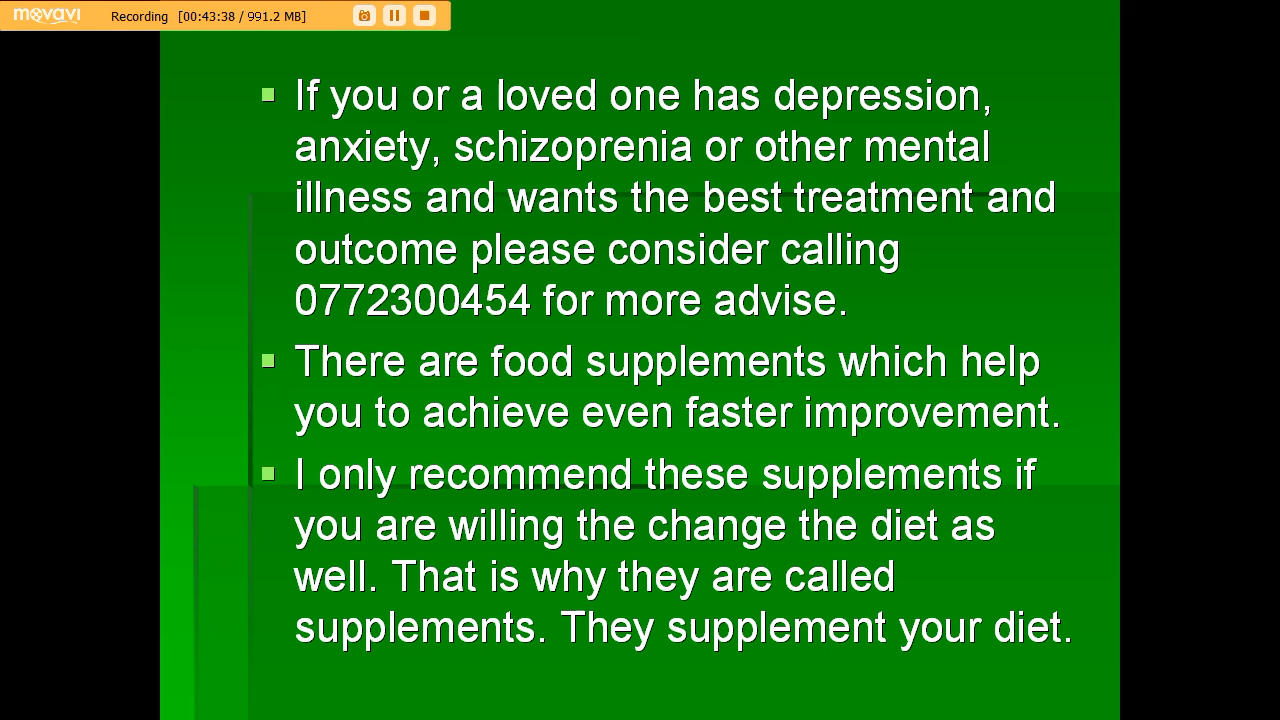 movavi Recording [00:43:38 / 991.2 MB]
If you or a loved one has depression,
anxiety, schizoprenia or other mental
illness and wants the best treatment and
outcome please consider calling
0772300454 for more advise.
There are food supplements which help
you to achieve even faster improvement.
I only recommend these supplements if
you are willing the change the diet as
well. That is why they are called
supplements. They supplement your diet.